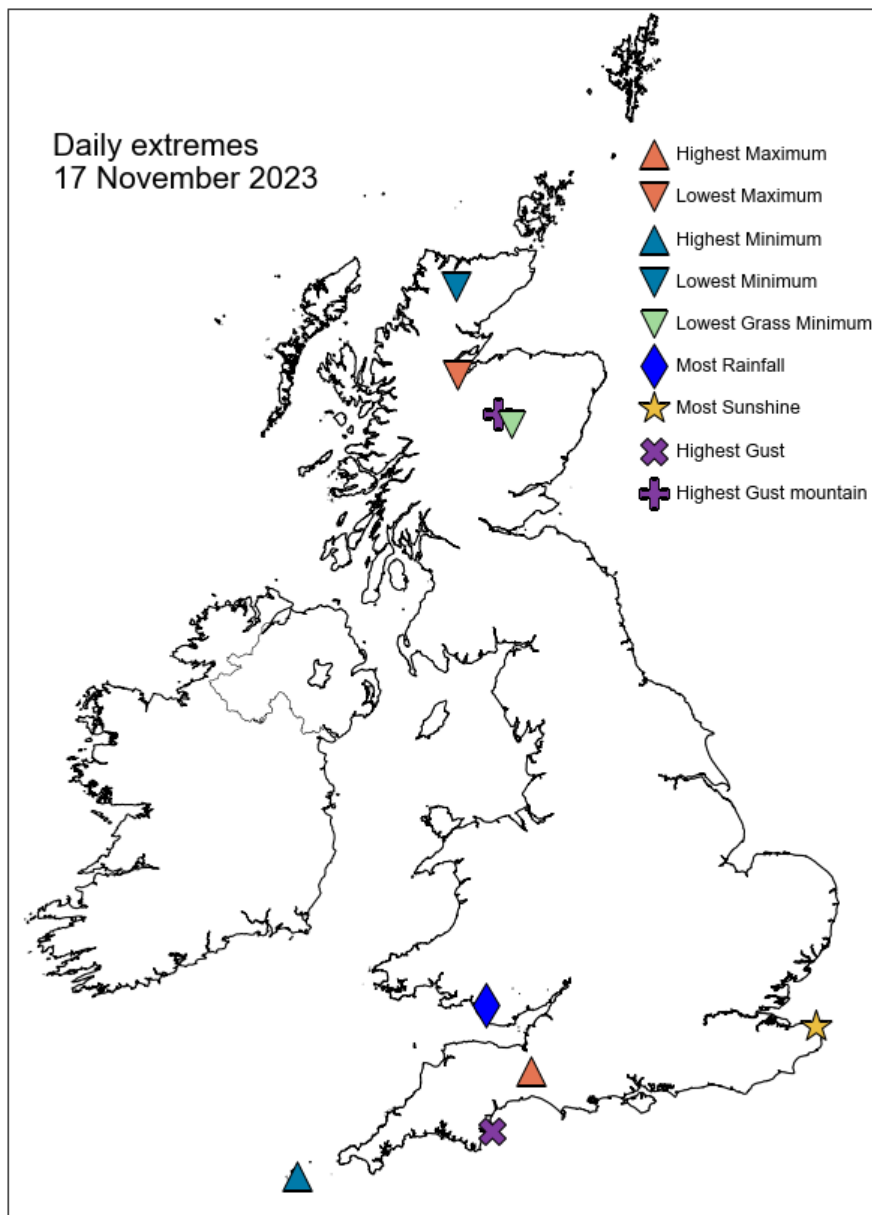 Daily extremes
17 November 2023
Highest Maximum
Lowest Maximum
Highest Minimum
Lowest Minimum
Lowest Grass Minimum
Most Rainfall
Most Sunshine
Highest Gust
Highest Gust mountain